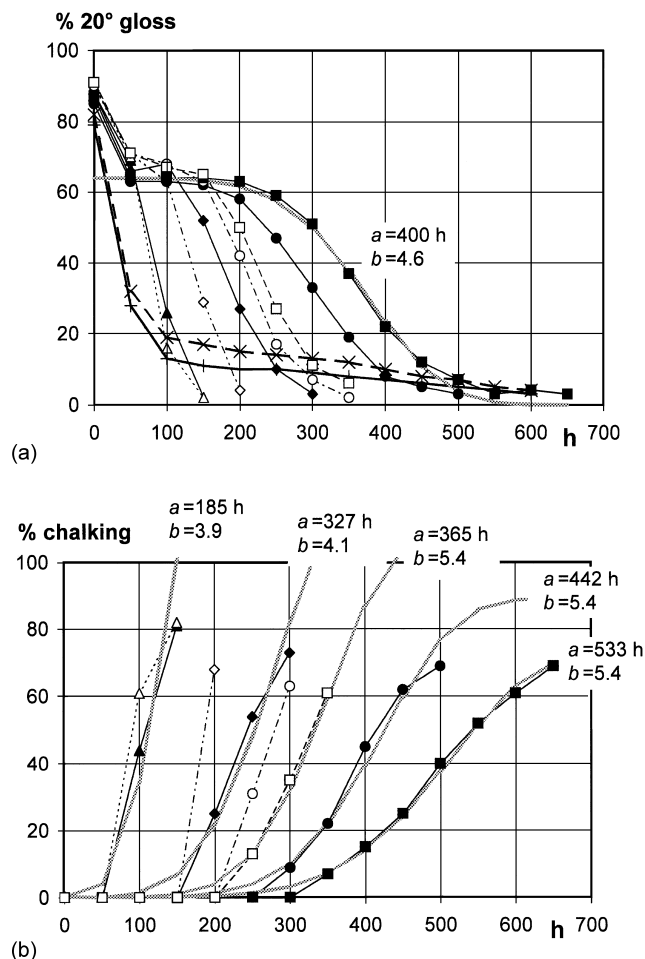 % 20° gloss
100
80
60
40
20
0
a=400 h
b=4.6
0 100 200 300 400 500 600 700
h
(a)
% chalking
a=185 h
b=3.9
a=327 h
b=4.1
a=365 h
b=5.4
a=442 h
b=5.4
a=533 h
b=5.4
100
80
60
40
20
0
0 100 200 300 400 500 600 700
h
(b)